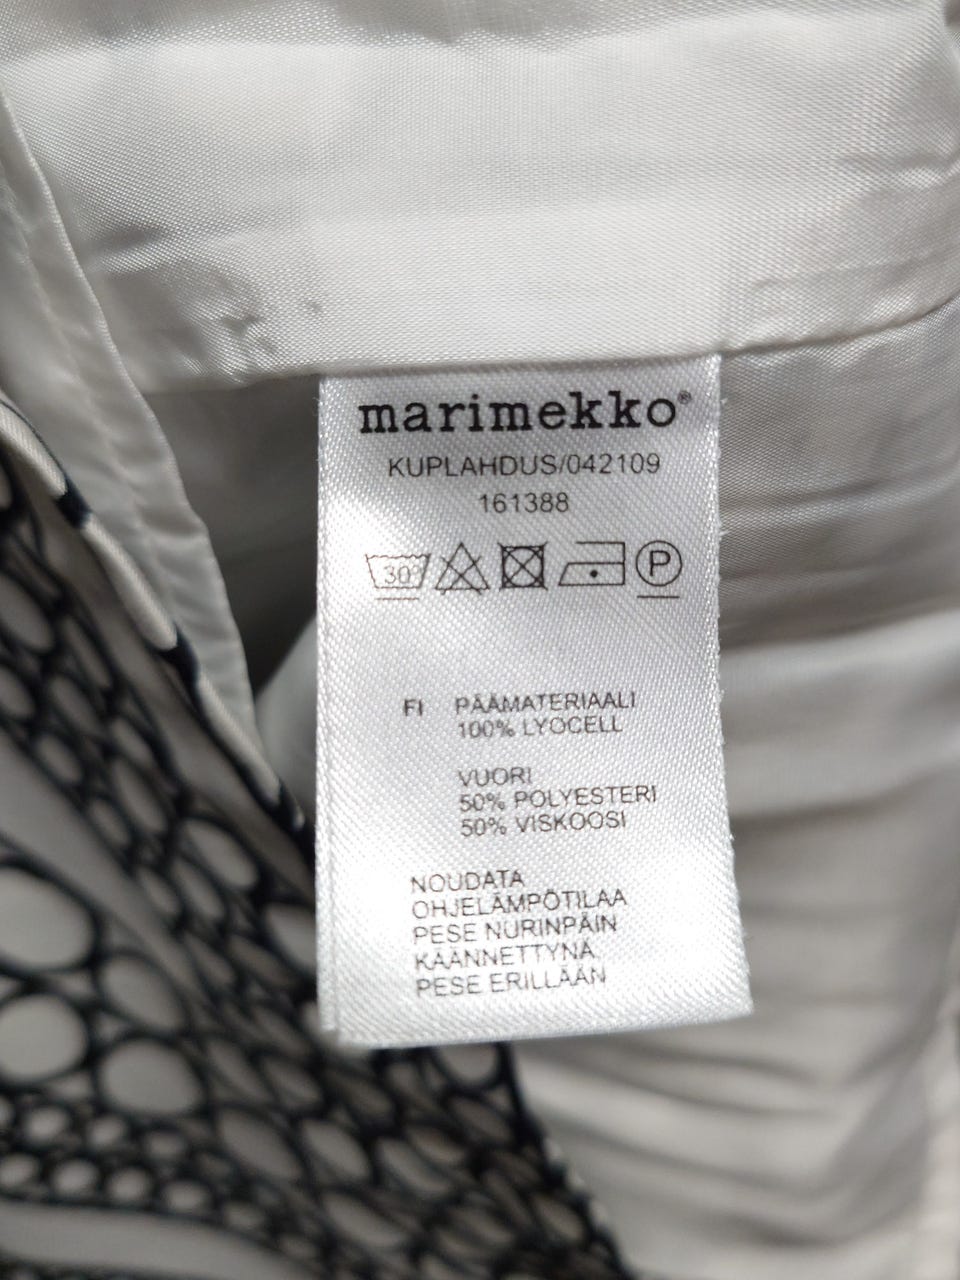 marimekko®
KUPLAHDUS/042109
161388
30° P
FI PÄÄMATERIAALI
100% LYOCELL
VUORI
50% POLYESTERI
50% VISKOOSI
NOUDATA
OHJELÄMPÖTILAA
PESE NURINPÄIN
KÄÄNNETTYNÄ.
PESE ERILLÄÄN